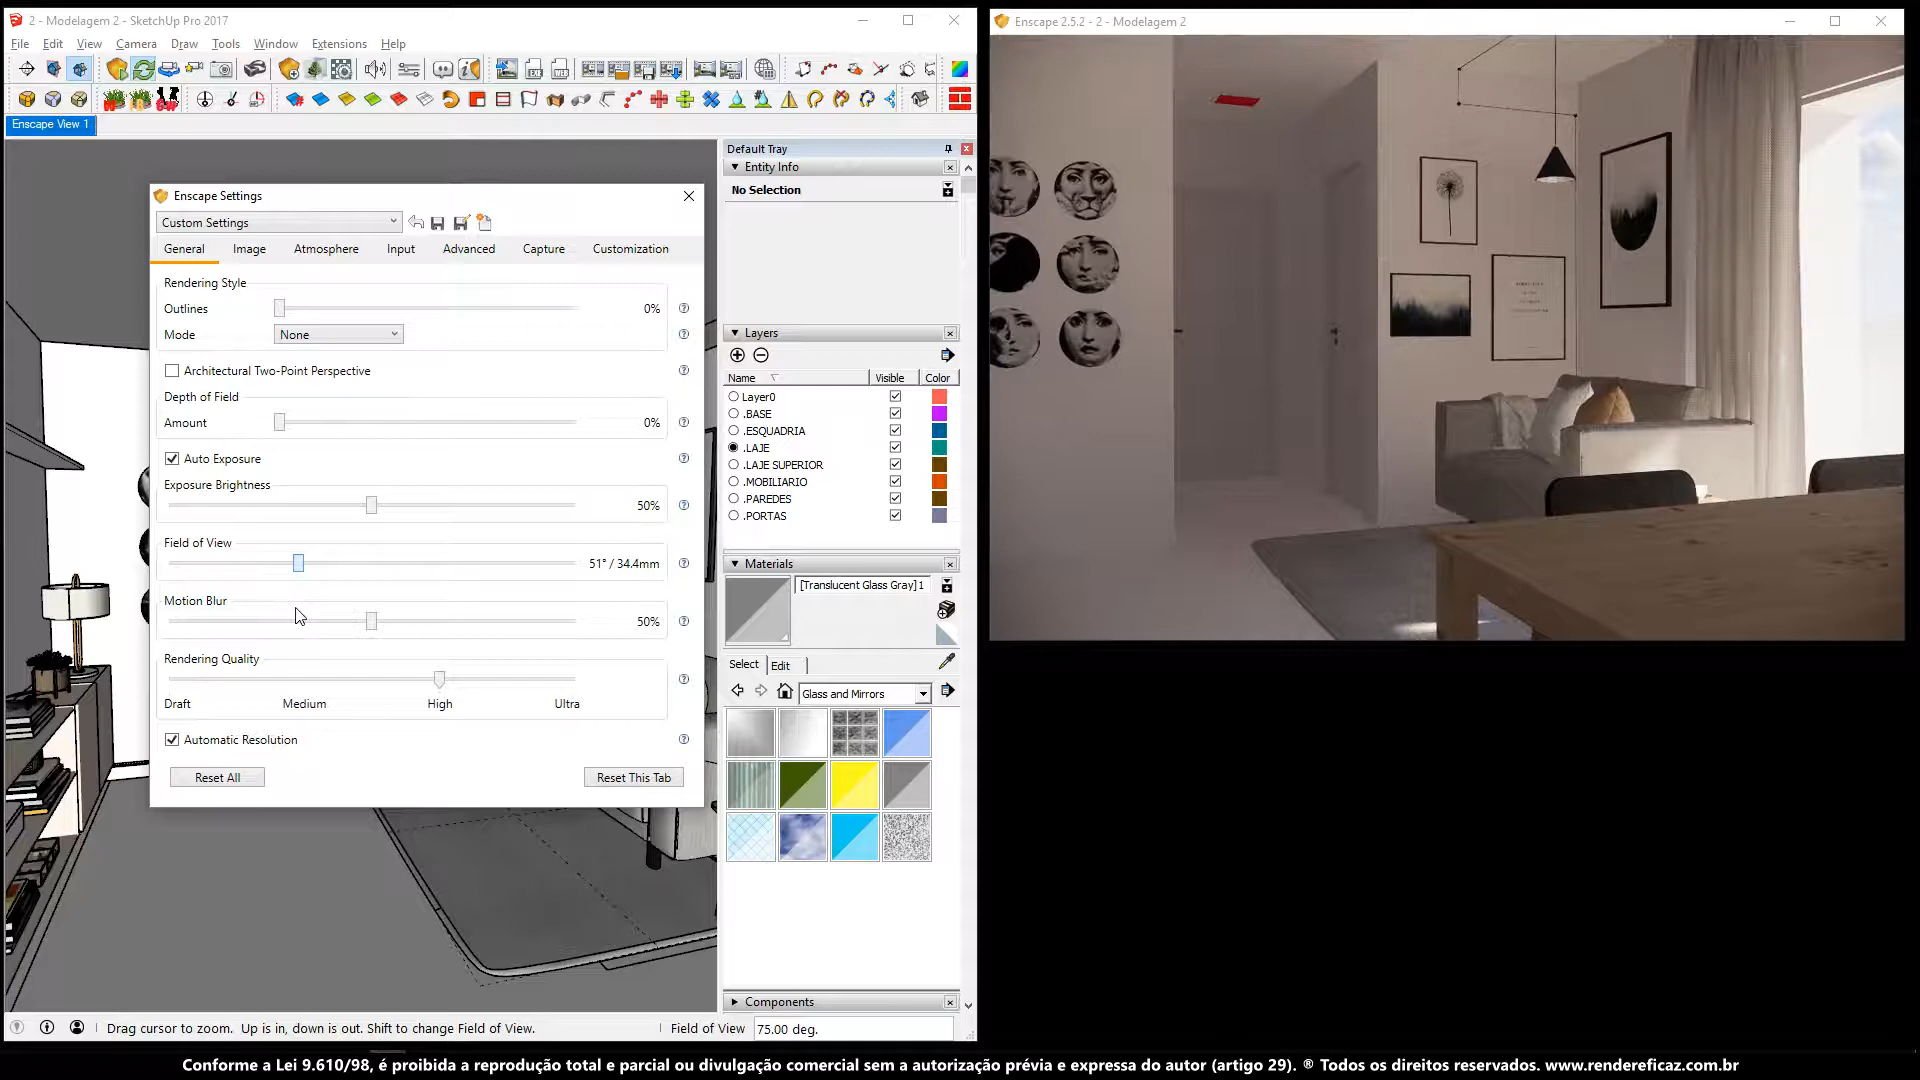 2 - Modelagem 2 - SketchUp Pro 2017
File Edit View Camera Draw Tools Window Extensions Help
Enscape View 1
Enscape Settings
Custom Settings
General Image Atmosphere Input Advanced Capture Customization
Rendering Style
Outlines 0%
Mode None
Architectural Two-Point Perspective
Depth of Field
Amount 0%
Auto Exposure
Exposure Brightness
50%
Field of View
51° / 34.4mm
Motion Blur
50%
Rendering Quality
Draft Medium High Ultra
Automatic Resolution
Reset All Reset This Tab
Default Tray
Entity Info
No Selection
Layers
Name Visible Color
Layer0
.BASE
.ESQUADRIA
.LAJE
.LAJE SUPERIOR
.MOBILIARIO
.PAREDES
.PORTAS
Materials
[Translucent Glass Gray]1
Select Edit
Glass and Mirrors
Components
Drag cursor to zoom. Up is in, down is out. Shift to change Field of View.
Field of View 75.00 deg.
Enscape 2.5.2 - 2 - Modelagem 2
Conforme a Lei 9.610/98, é proibida a reprodução total e parcial ou divulgação comercial sem a autorização prévia e expressa do autor (artigo 29). ® Todos os direitos reservados. www.rendereficaz.com.br